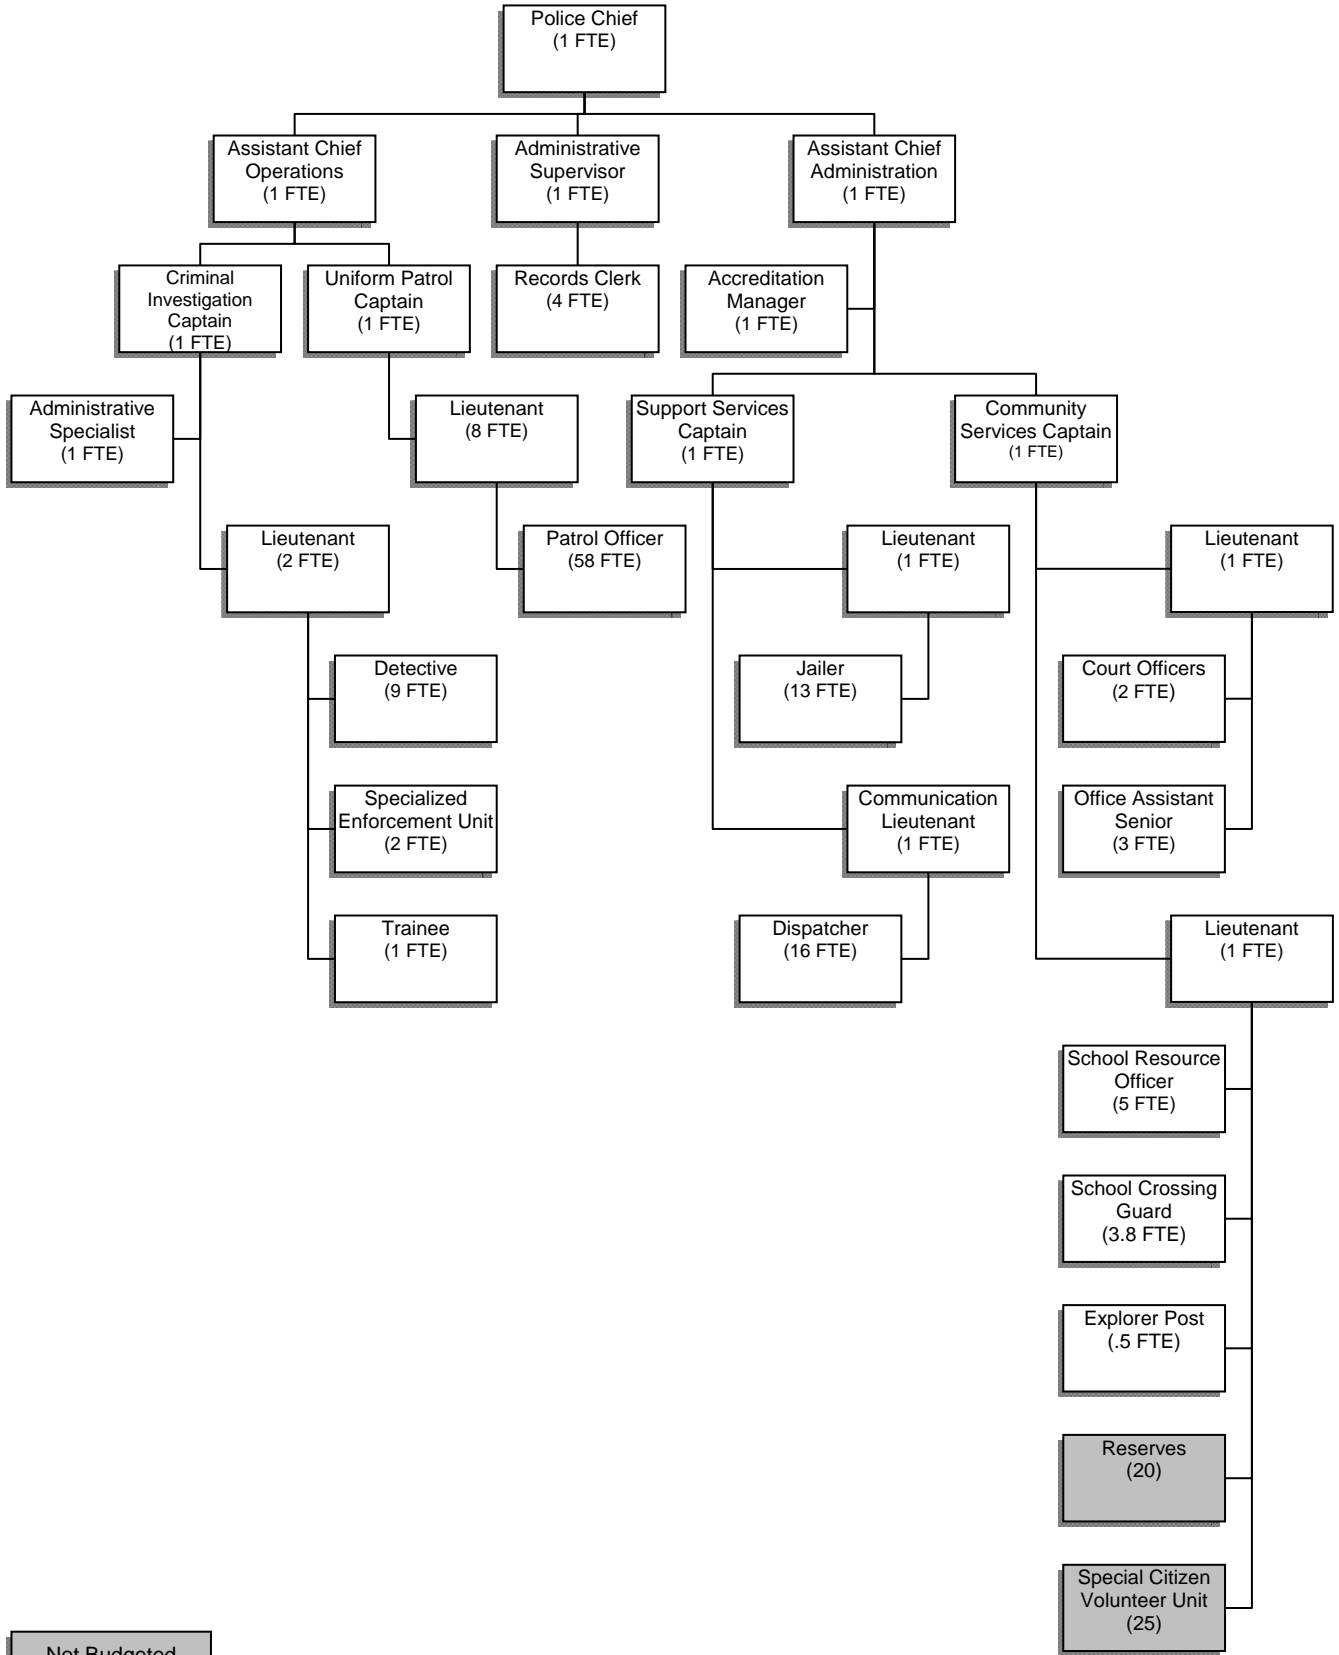 Police Chief
(1 FTE)
Assistant Chief
Operations
(1 FTE)
Administrative
Supervisor
(1 FTE)
Assistant Chief
Administration
(1 FTE)
Criminal
Investigation
Captain
(1 FTE)
Uniform Patrol
Captain
(1 FTE)
Records Clerk
(4 FTE)
Accreditation
Manager
(1 FTE)
Administrative
Specialist
(1 FTE)
Lieutenant
(8 FTE)
Support Services
Captain
(1 FTE)
Community
Services Captain
(1 FTE)
Lieutenant
(2 FTE)
Patrol Officer
(58 FTE)
Lieutenant
(1 FTE)
Lieutenant
(1 FTE)
Detective
(9 FTE)
Jailer
(13 FTE)
Court Officers
(2 FTE)
Specialized
Enforcement Unit
(2 FTE)
Communication
Lieutenant
(1 FTE)
Office Assistant
Senior
(3 FTE)
Trainee
(1 FTE)
Dispatcher
(16 FTE)
Lieutenant
(1 FTE)
School Resource
Officer
(5 FTE)
School Crossing
Guard
(3.8 FTE)
Explorer Post
(.5 FTE)
Reserves
(20)
Special Citizen
Volunteer Unit
(25)
Not Budgeted